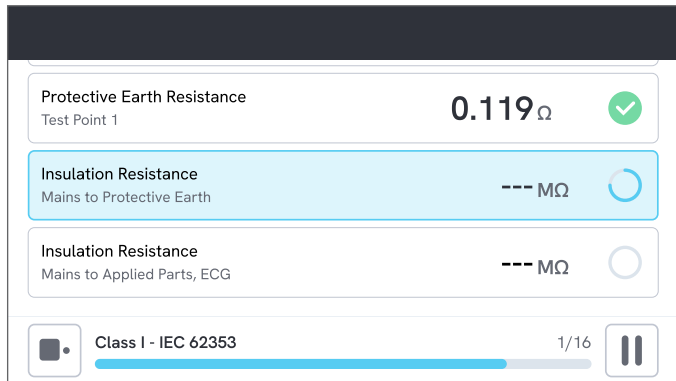 Protective Earth Resistance
Test Point 1
0.119 Ω
Insulation Resistance
Mains to Protective Earth
--- MΩ
Insulation Resistance
Mains to Applied Parts, ECG
--- MΩ
Class I - IEC 62353
1/16